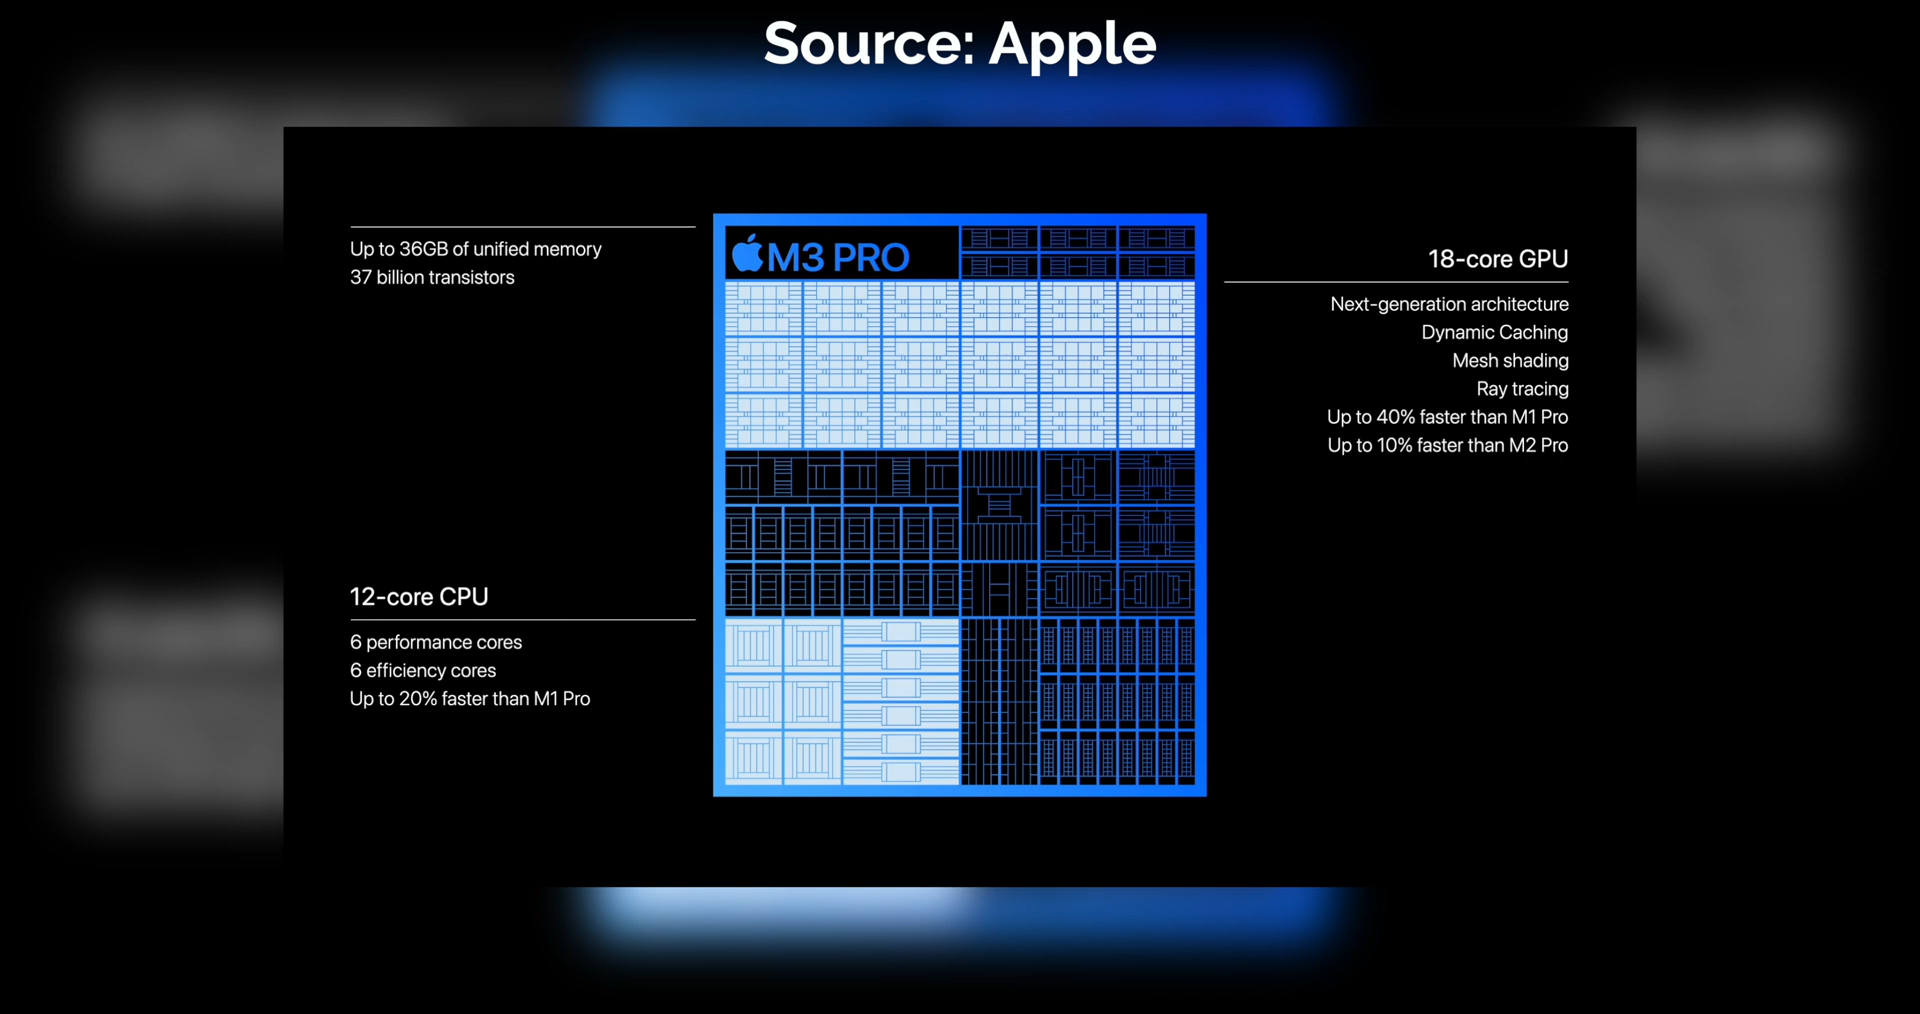 Source: Apple
Up to 36GB of unified memory
37 billion transistors
M3 PRO
18-core GPU
Next-generation architecture
Dynamic Caching
Mesh shading
Ray tracing
Up to 40% faster than M1 Pro
Up to 10% faster than M2 Pro
12-core CPU
6 performance cores
6 efficiency cores
Up to 20% faster than M1 Pro